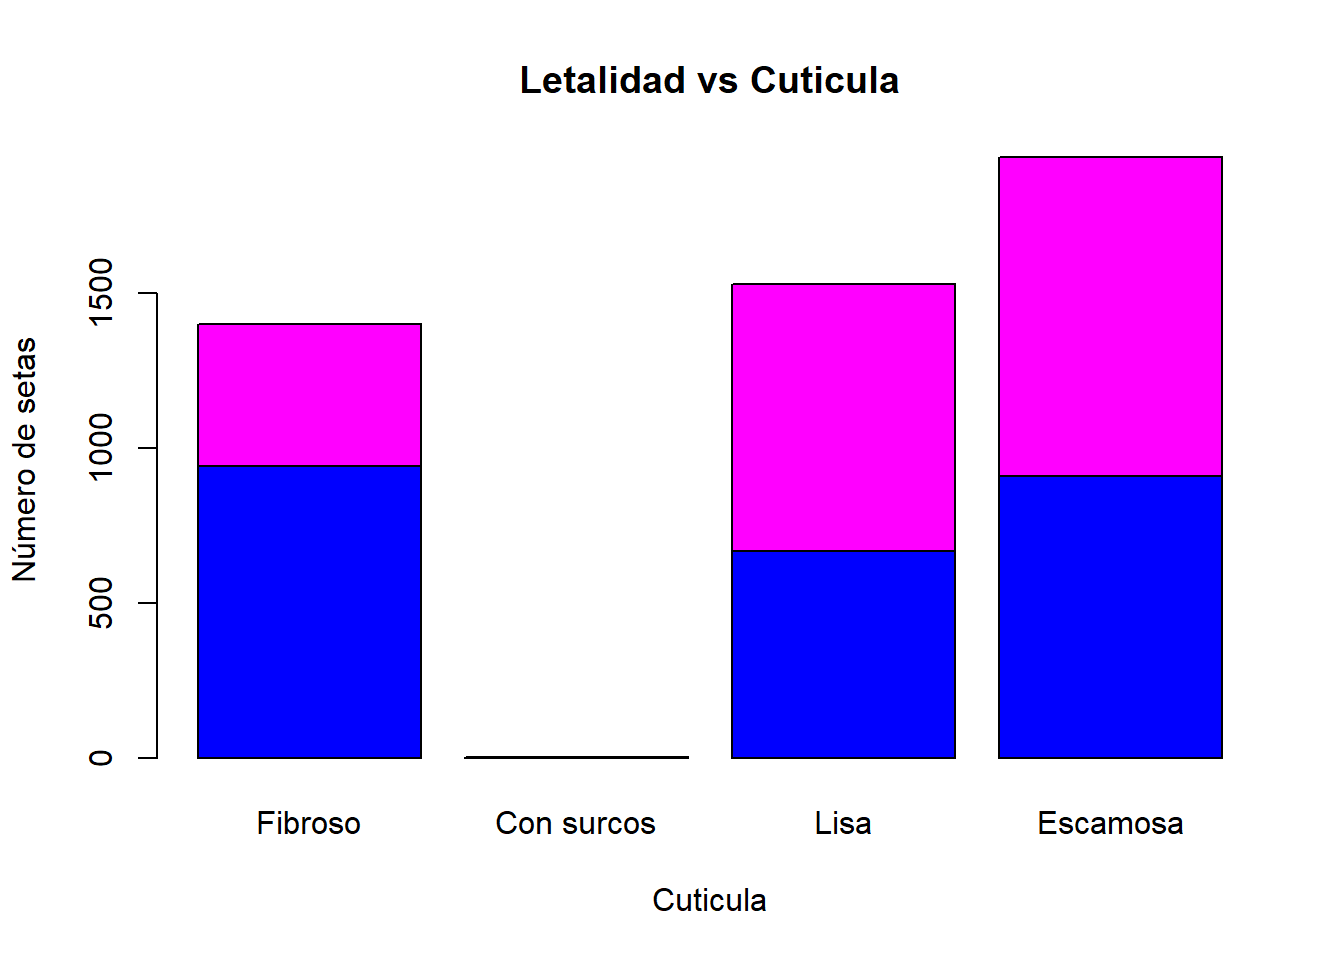 Letalidad vs Cuticula
Número de setas
1500
1000
500
0
Fibroso
Con surcos
Lisa
Escamosa
Cuticula